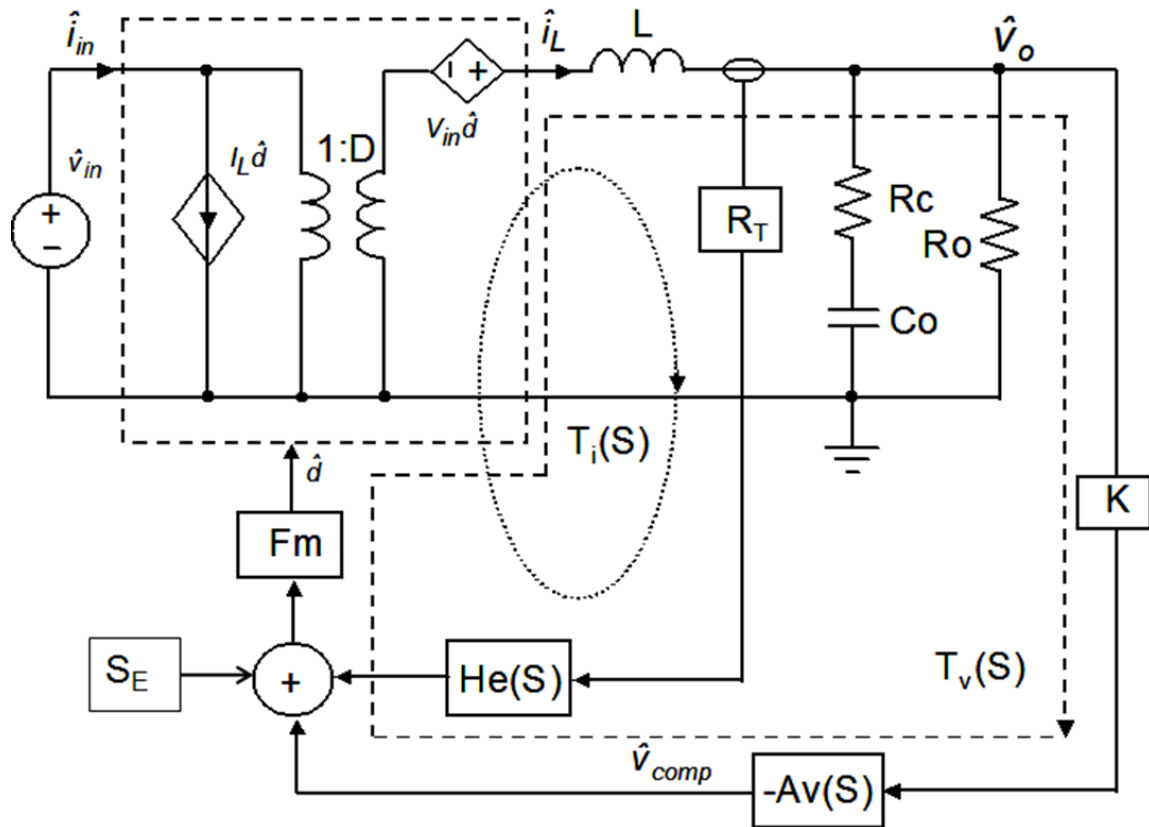 î_in
î_L
L
v̂_o
V_in d̂
v̂_in
I_L d̂
1:D
+
−
ı +
R_T
Rc
Ro
Co
T_i(S)
d̂
K
Fm
S_E
+
He(S)
T_v(S)
v̂_comp
-Av(S)